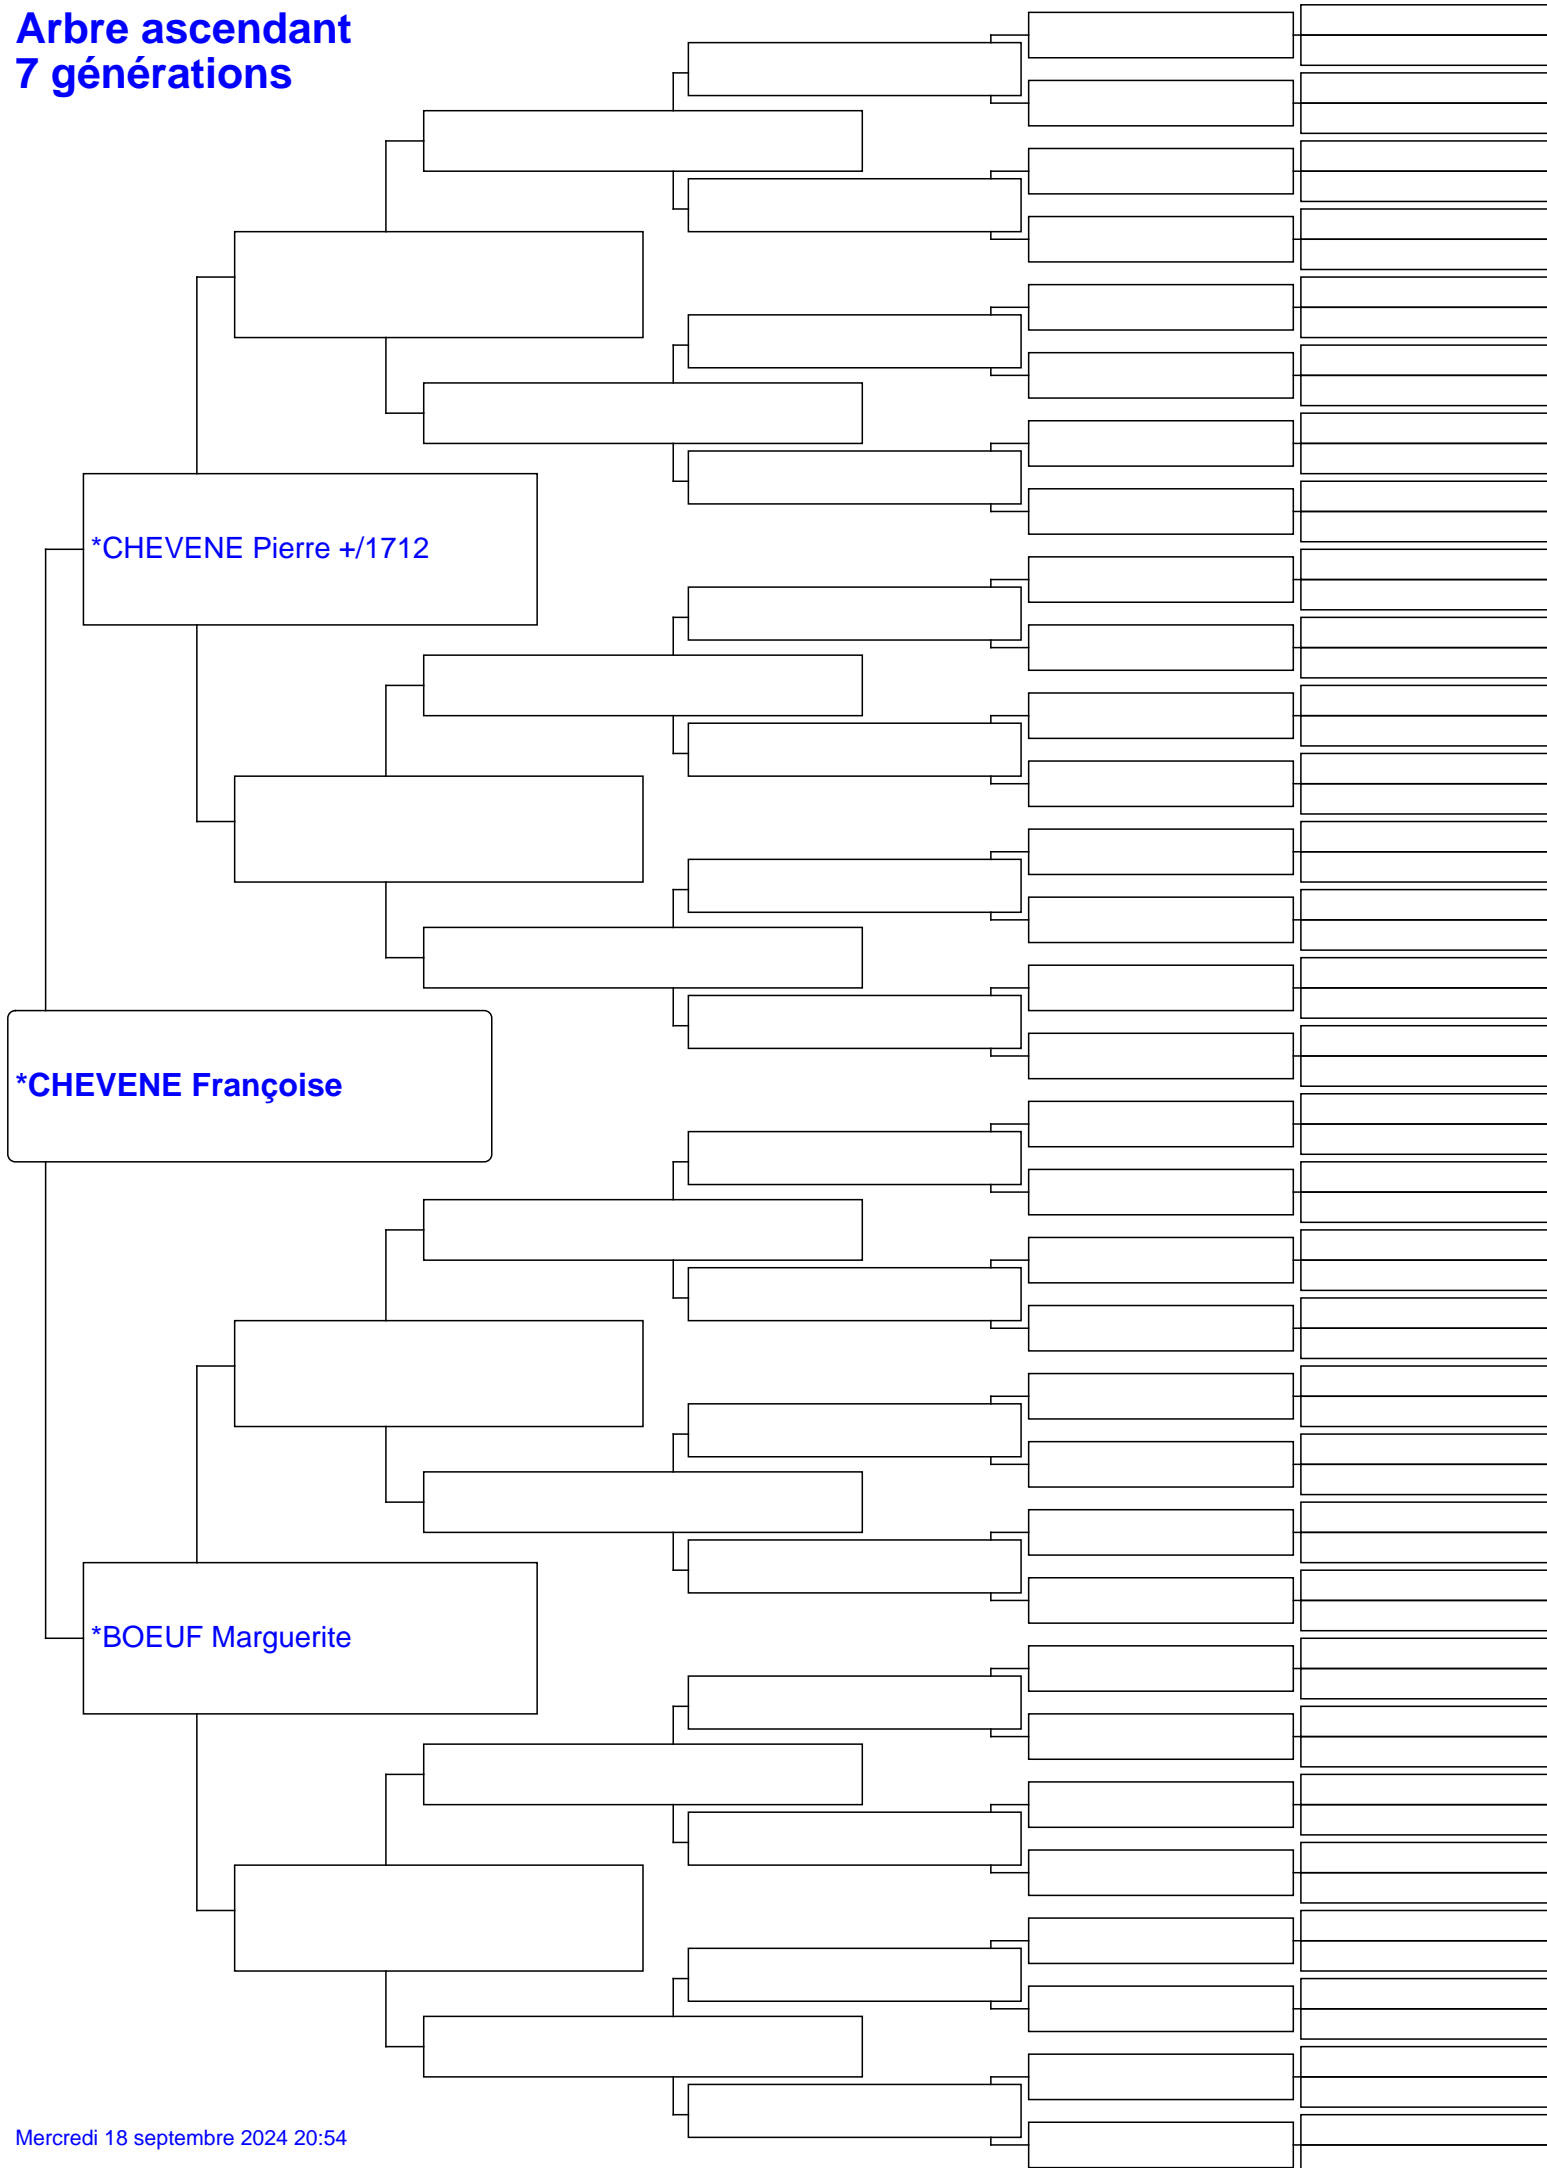 Arbre ascendant
7 générations
*CHEVENE Pierre +/1712
*CHEVENE Françoise
*BOEUF Marguerite
Mercredi 18 septembre 2024 20:54